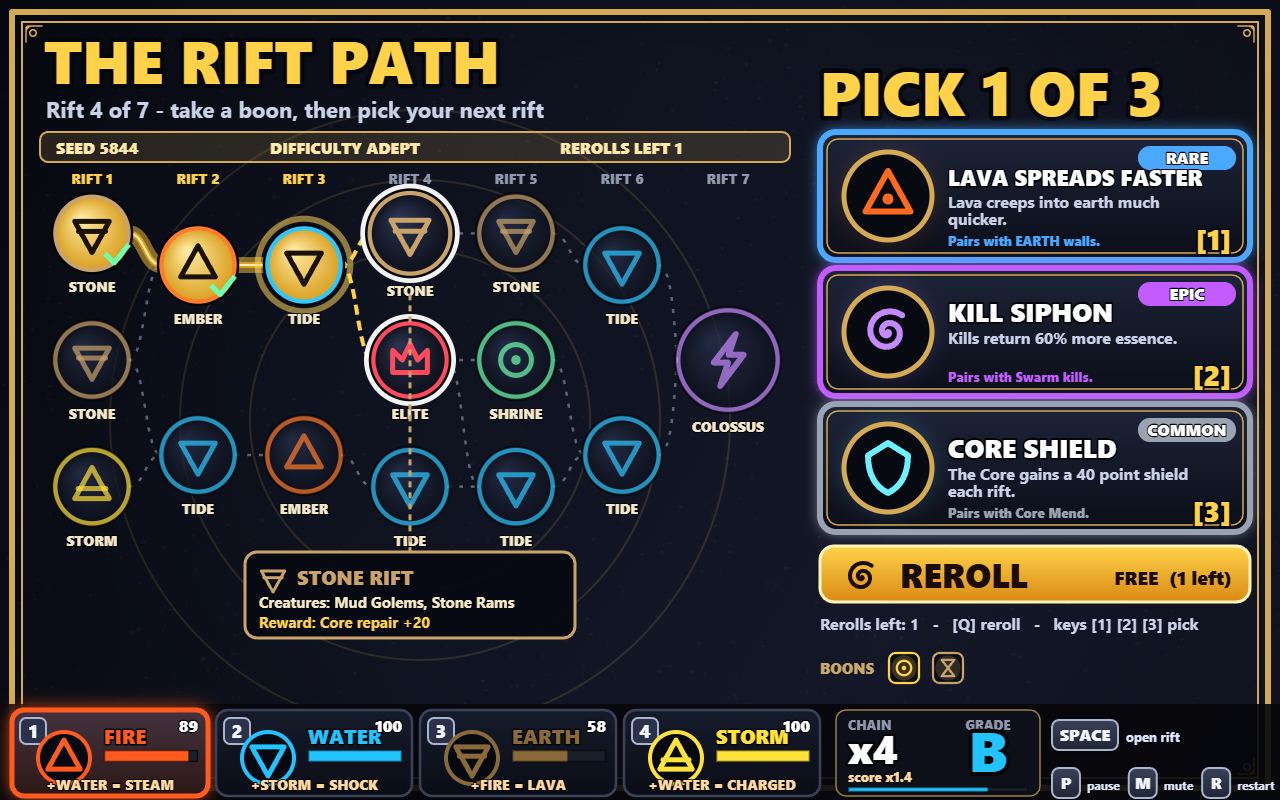 THE RIFT PATH
Rift 4 of 7 - take a boon, then pick your next rift
SEED 5844 DIFFICULTY ADEPT REROLLS LEFT 1
RIFT 1 RIFT 2 RIFT 3 RIFT 4 RIFT 5 RIFT 6 RIFT 7
STONE STONE STONE
EMBER TIDE TIDE
STONE ELITE SHRINE
COLOSSUS
TIDE EMBER TIDE
STORM TIDE TIDE
STONE RIFT
Creatures: Mud Golems, Stone Rams
Reward: Core repair +20
PICK 1 OF 3
RARE
LAVA SPREADS FASTER
Lava creeps into earth much
quicker.
Pairs with EARTH walls. [1]
EPIC
KILL SIPHON
Kills return 60% more essence.
Pairs with Swarm kills. [2]
COMMON
CORE SHIELD
The Core gains a 40 point shield
each rift.
Pairs with Core Mend. [3]
REROLL FREE (1 left)
Rerolls left: 1 - [Q] reroll - keys [1] [2] [3] pick
BOONS
1 FIRE 89
+WATER = STEAM
2 WATER 100
+STORM = SHOCK
3 EARTH 58
+FIRE = LAVA
4 STORM 100
+WATER = CHARGED
CHAIN GRADE
x4 B
score x1.4
SPACE open rift
P pause M mute R restart